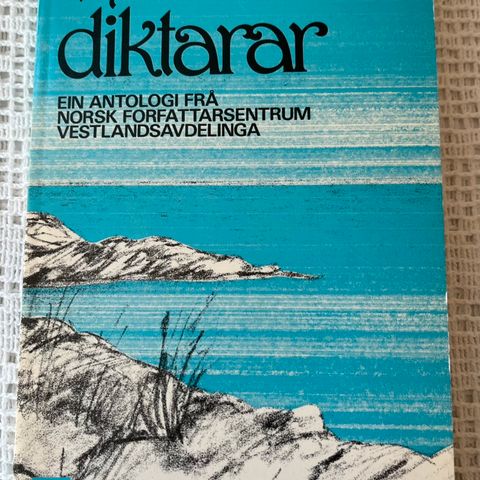 diktarar
EIN ANTOLOGI FRÅ
NORSK FORFATTARSENTRUM
VESTLANDSAVDELINGA